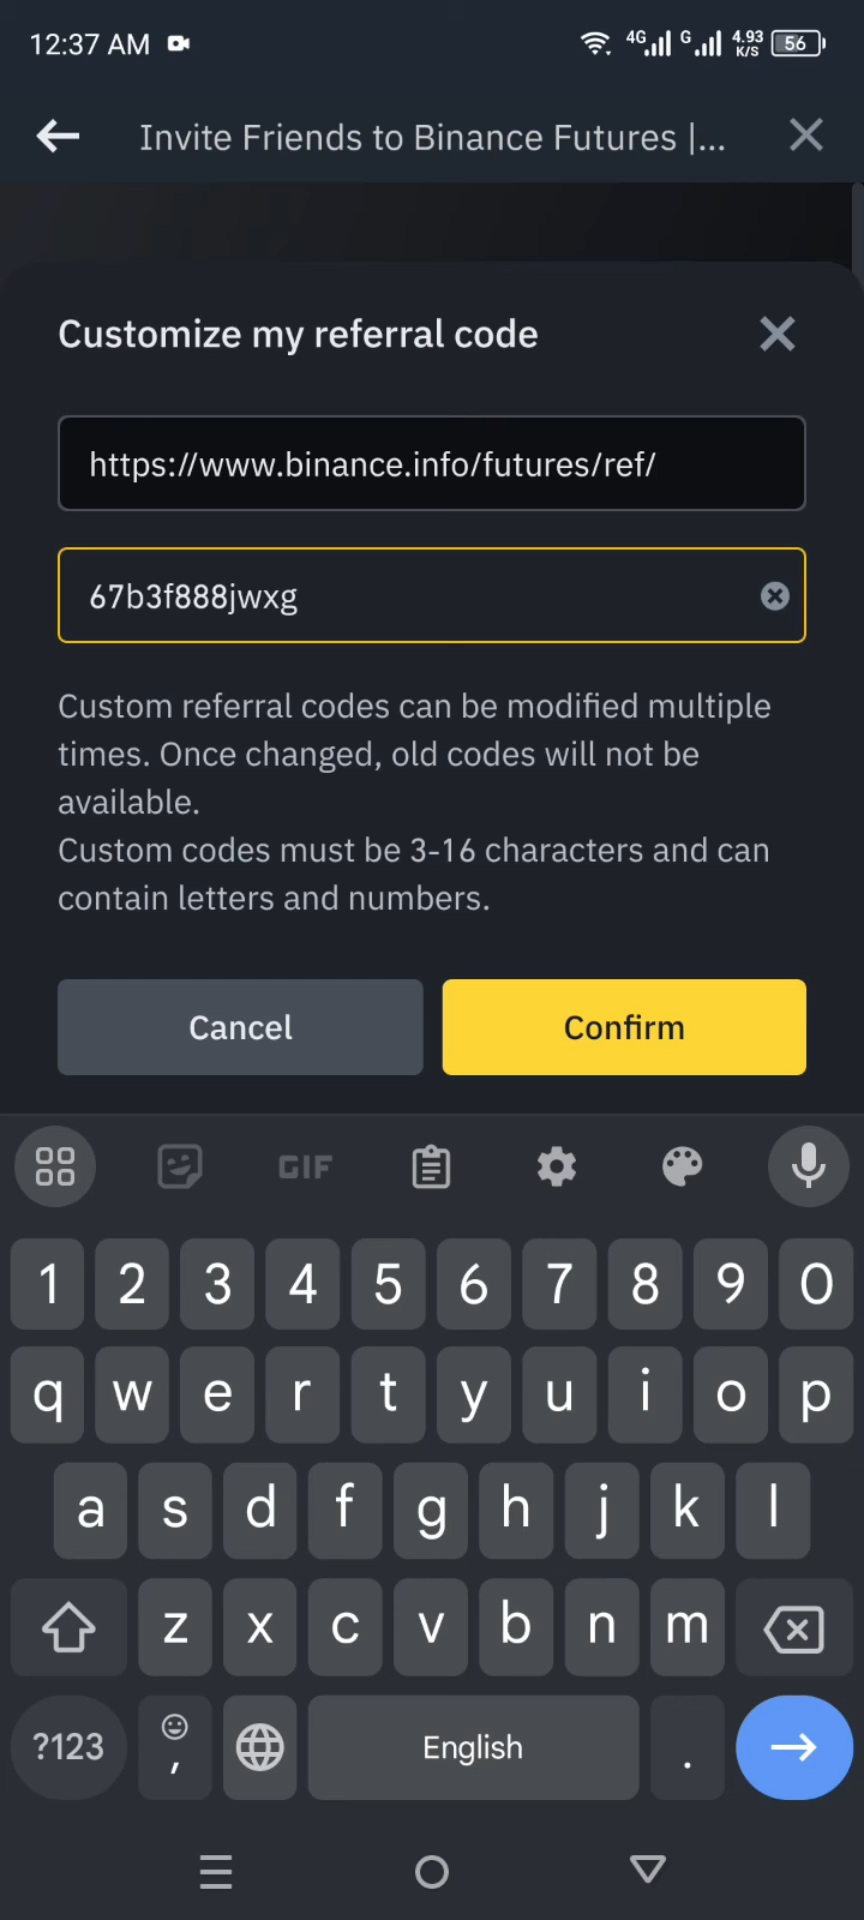 12:37 AM 4G G 4.93 K/S 56
Invite Friends to Binance Futures |...
Customize my referral code
https://www.binance.info/futures/ref/
67b3f888jwxg
Custom referral codes can be modified multiple
times. Once changed, old codes will not be
available.
Custom codes must be 3-16 characters and can
contain letters and numbers.
Cancel Confirm
GIF
1 2 3 4 5 6 7 8 9 0
q w e r t y u i o p
a s d f g h j k l
z x c v b n m
?123 , English .